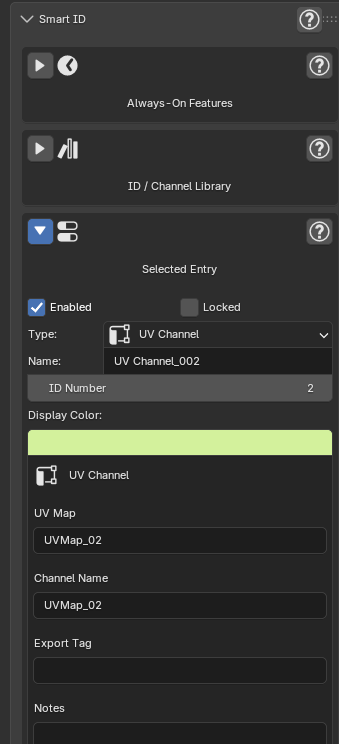 Smart ID
Always-On Features
ID / Channel Library
Selected Entry
Enabled Locked
Type: UV Channel
Name: UV Channel_002
ID Number 2
Display Color:
UV Channel
UV Map
UVMap_02
Channel Name
UVMap_02
Export Tag
Notes